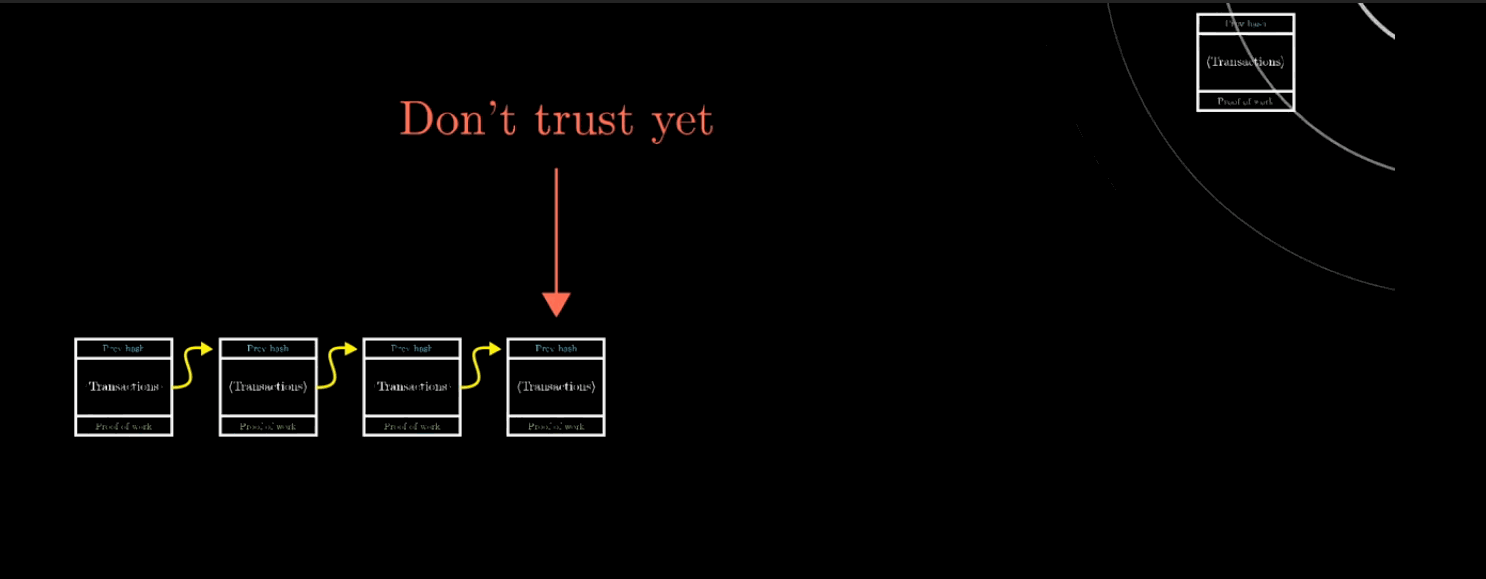 Prev hash
⟨Transactions⟩
Proof of work
Don't trust yet
Prev hash
Transactions
Proof of work
Prev hash
⟨Transactions⟩
Proof of work
Prev hash
Transactions
Proof of work
Prev hash
⟨Transactions⟩
Proof of work